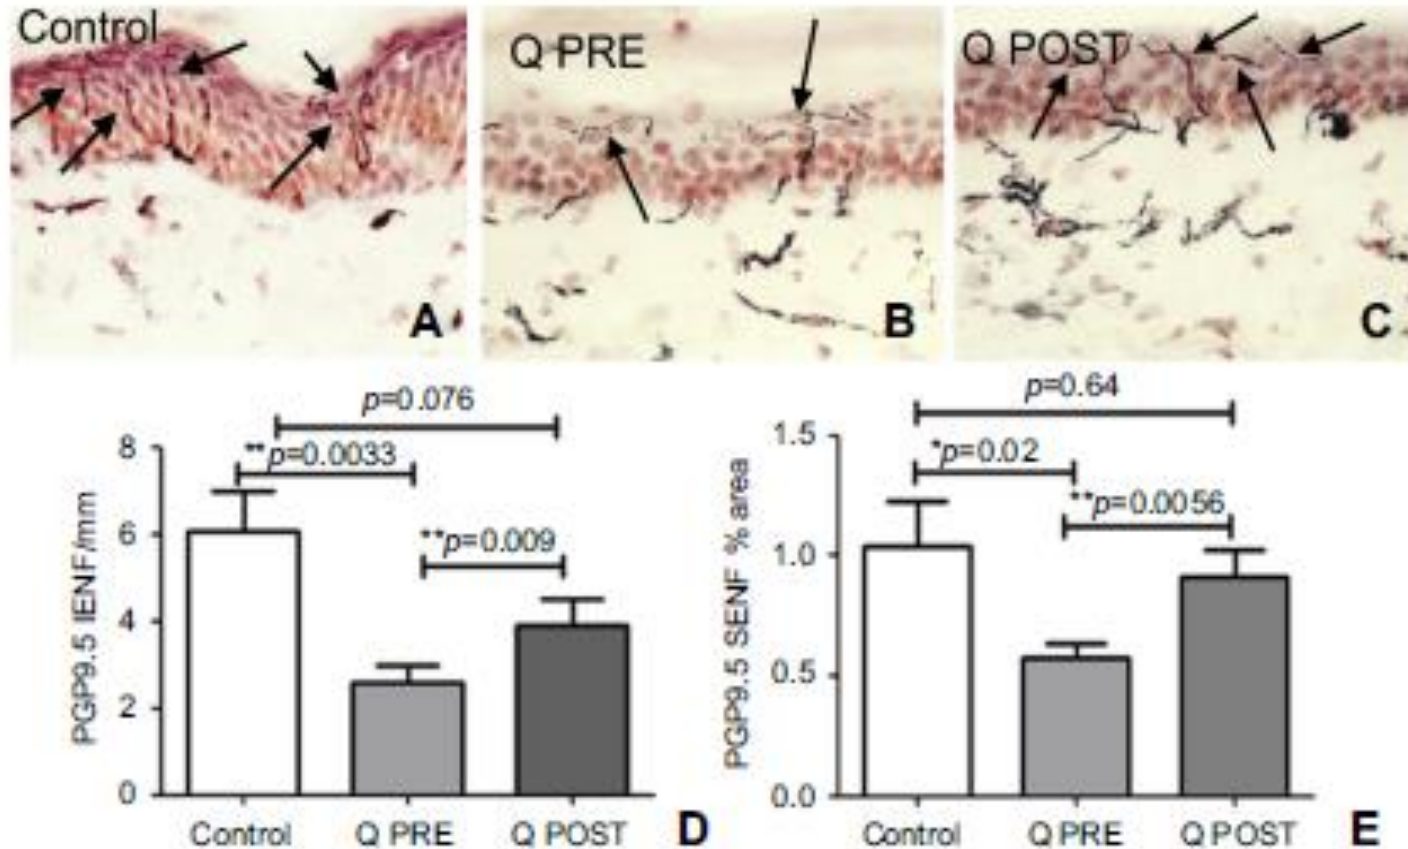 Control
Q PRE
Q POST
A
B
C
p=0.076
**p=0.0033
**p=0.009
PGP9.5 IENF/mm
8
6
4
2
0
Control
Q PRE
Q POST
D
p=0.64
*p=0.02
**p=0.0056
PGP9.5 SENF % area
1.5
1.0
0.5
0.0
Control
Q PRE
Q POST
E